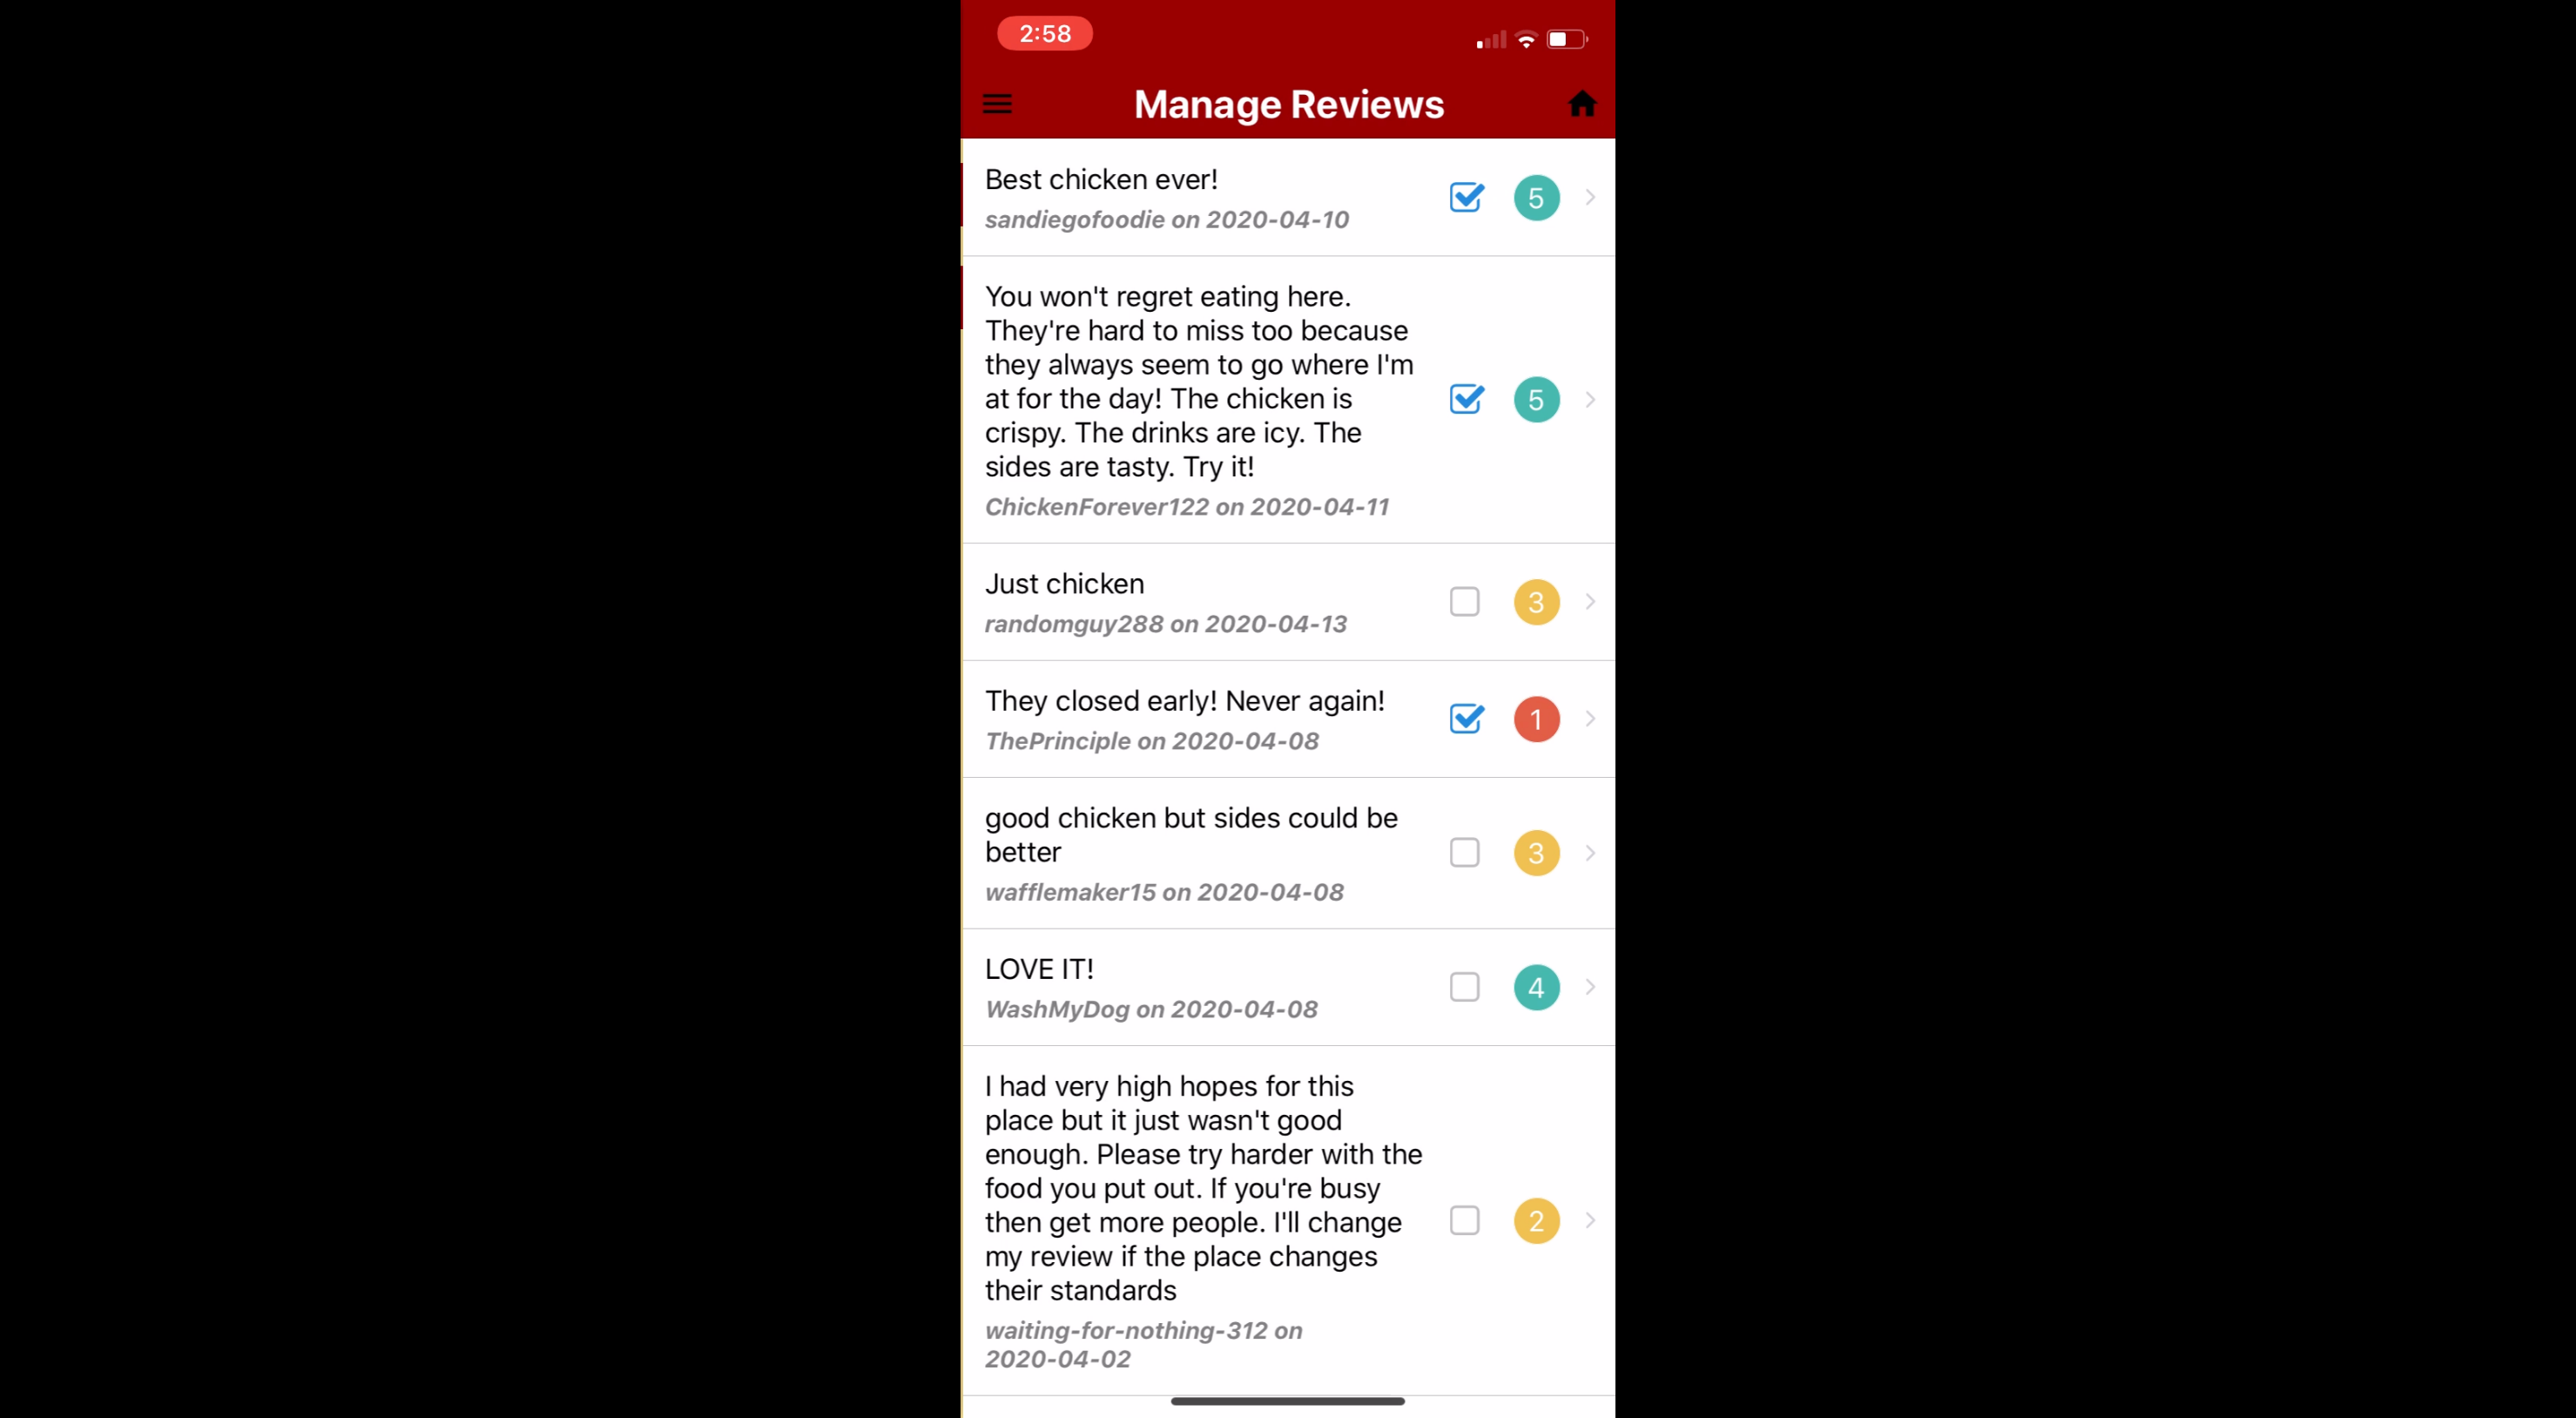 2:58
Manage Reviews
Best chicken ever!
sandiegofoodie on 2020-04-10
5
You won't regret eating here.
They're hard to miss too because
they always seem to go where I'm
at for the day! The chicken is
crispy. The drinks are icy. The
sides are tasty. Try it!
ChickenForever122 on 2020-04-11
5
Just chicken
randomguy288 on 2020-04-13
3
They closed early! Never again!
ThePrinciple on 2020-04-08
1
good chicken but sides could be
better
wafflemaker15 on 2020-04-08
3
LOVE IT!
WashMyDog on 2020-04-08
4
I had very high hopes for this
place but it just wasn't good
enough. Please try harder with the
food you put out. If you're busy
then get more people. I'll change
my review if the place changes
their standards
waiting-for-nothing-312 on
2020-04-02
2